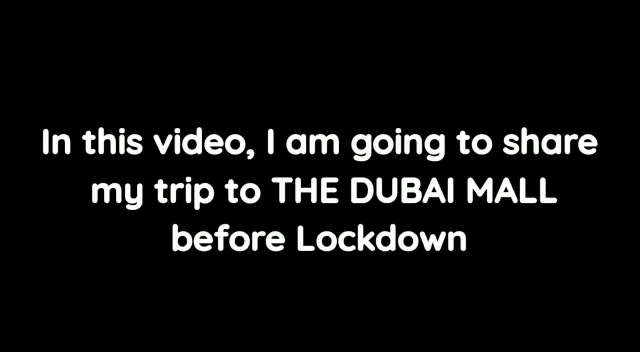 In this video, I am going to share
my trip to THE DUBAI MALL
before Lockdown